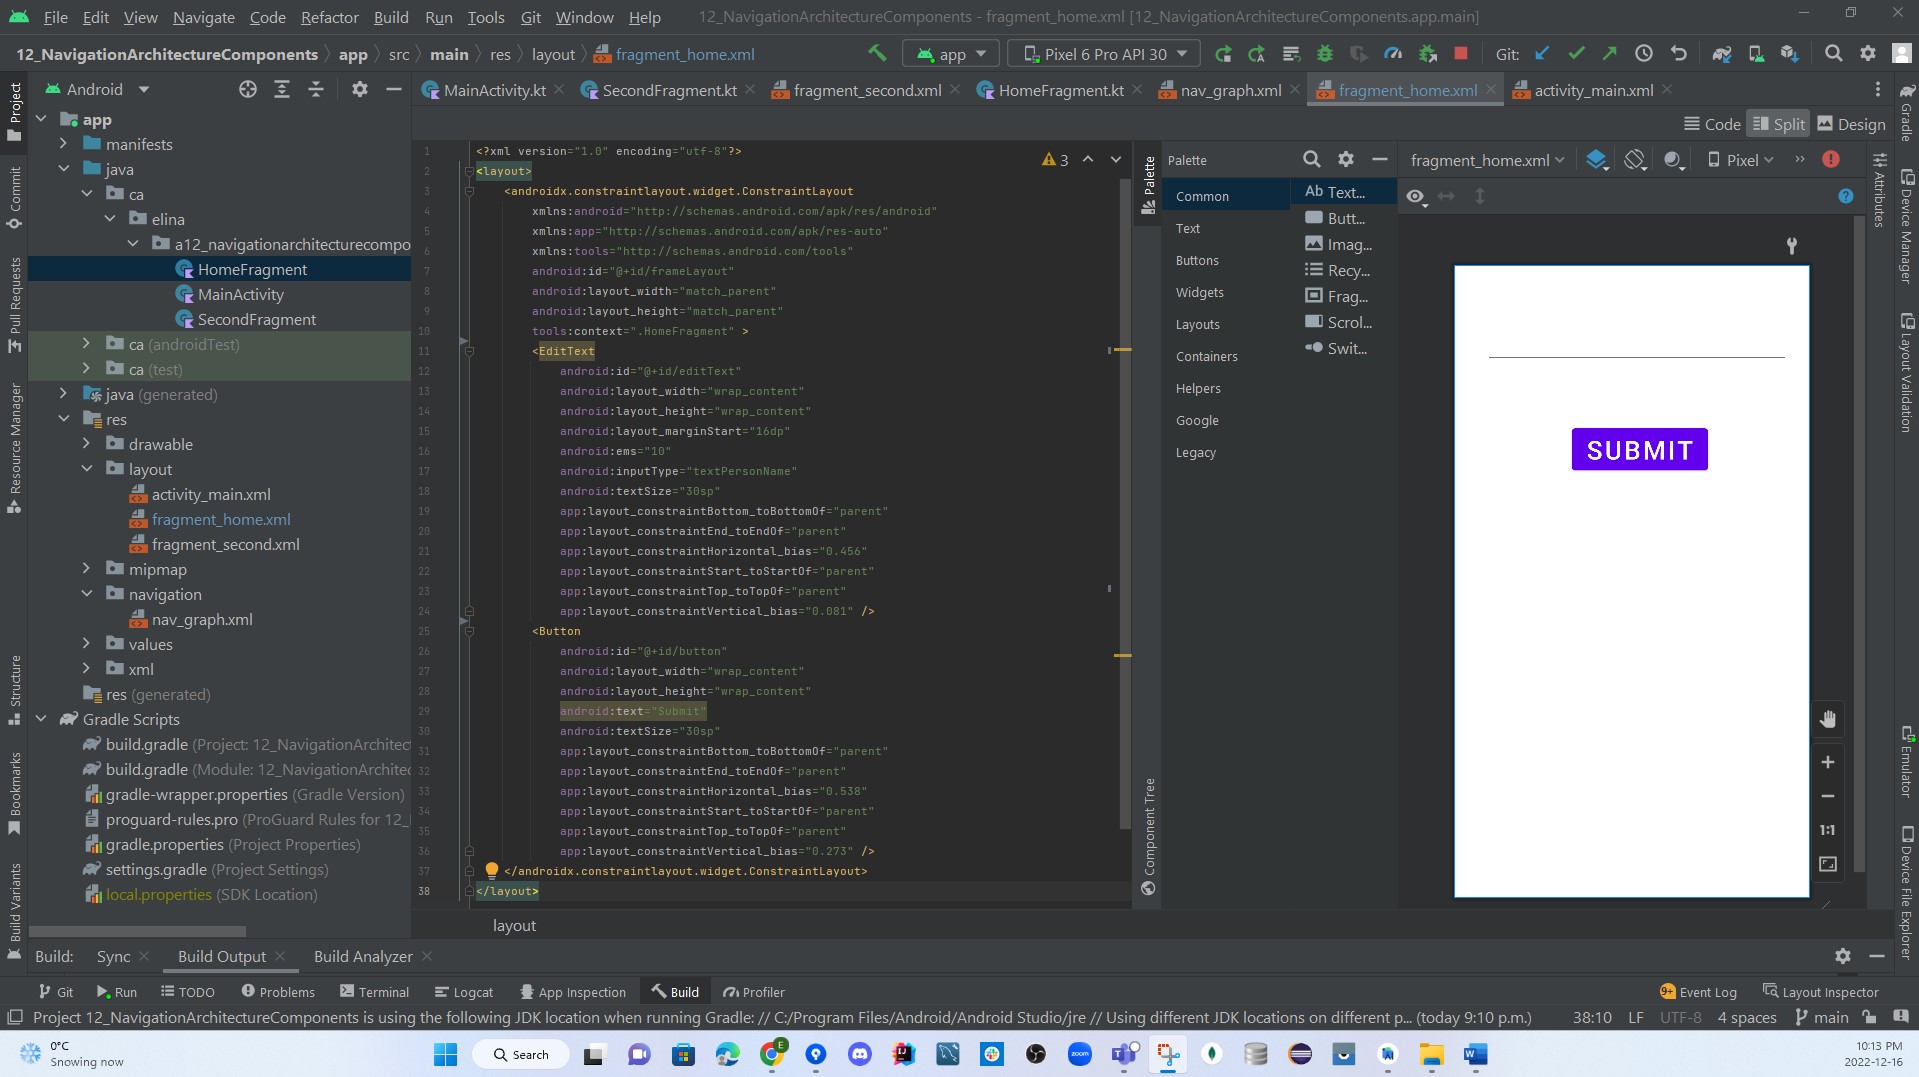 File Edit View Navigate Code Refactor Build Run Tools Git Window Help 12_NavigationArchitectureComponents - fragment_home.xml [12_NavigationArchitectureComponents.app.main]
12_NavigationArchitectureComponents app src main res layout fragment_home.xml app Pixel 6 Pro API 30 Git:
Android MainActivity.kt SecondFragment.kt fragment_second.xml HomeFragment.kt nav_graph.xml fragment_home.xml activity_main.xml
Code Split Design
Project
Commit
Pull Requests
Resource Manager
Structure
Bookmarks
Build Variants
app
manifests
java
ca
elina
a12_navigationarchitecturecompo
HomeFragment
MainActivity
SecondFragment
ca (androidTest)
ca (test)
java (generated)
res
drawable
layout
activity_main.xml
fragment_home.xml
fragment_second.xml
mipmap
navigation
nav_graph.xml
values
xml
res (generated)
Gradle Scripts
build.gradle (Project: 12_NavigationArchitect
build.gradle (Module: 12_NavigationArchitec
gradle-wrapper.properties (Gradle Version)
proguard-rules.pro (ProGuard Rules for 12_
gradle.properties (Project Properties)
settings.gradle (Project Settings)
local.properties (SDK Location)
3
1 <?xml version="1.0" encoding="utf-8"?>
2 <layout>
3 <androidx.constraintlayout.widget.ConstraintLayout
4 xmlns:android="http://schemas.android.com/apk/res/android"
5 xmlns:app="http://schemas.android.com/apk/res-auto"
6 xmlns:tools="http://schemas.android.com/tools"
7 android:id="@+id/frameLayout"
8 android:layout_width="match_parent"
9 android:layout_height="match_parent"
10 tools:context=".HomeFragment" >
11 <EditText
12 android:id="@+id/editText"
13 android:layout_width="wrap_content"
14 android:layout_height="wrap_content"
15 android:layout_marginStart="16dp"
16 android:ems="10"
17 android:inputType="textPersonName"
18 android:textSize="30sp"
19 app:layout_constraintBottom_toBottomOf="parent"
20 app:layout_constraintEnd_toEndOf="parent"
21 app:layout_constraintHorizontal_bias="0.456"
22 app:layout_constraintStart_toStartOf="parent"
23 app:layout_constraintTop_toTopOf="parent"
24 app:layout_constraintVertical_bias="0.081" />
25 <Button
26 android:id="@+id/button"
27 android:layout_width="wrap_content"
28 android:layout_height="wrap_content"
29 android:text="Submit"
30 android:textSize="30sp"
31 app:layout_constraintBottom_toBottomOf="parent"
32 app:layout_constraintEnd_toEndOf="parent"
33 app:layout_constraintHorizontal_bias="0.538"
34 app:layout_constraintStart_toStartOf="parent"
35 app:layout_constraintTop_toTopOf="parent"
36 app:layout_constraintVertical_bias="0.273" />
37 </androidx.constraintlayout.widget.ConstraintLayout>
38 </layout>
layout
Palette
Component Tree
Palette
Common
Text
Buttons
Widgets
Layouts
Containers
Helpers
Google
Legacy
Ab Text...
Butt...
Imag...
Recy...
Frag...
Scrol...
Swit...
fragment_home.xml Pixel
SUBMIT
1:1
Attributes
Gradle
Device Manager
Layout Validation
Emulator
Device File Explorer
Build: Sync Build Output Build Analyzer
Git Run TODO Problems Terminal Logcat App Inspection Build Profiler 9+ Event Log Layout Inspector
Project 12_NavigationArchitectureComponents is using the following JDK location when running Gradle: // C:/Program Files/Android/Android Studio/jre // Using different JDK locations on different p... (today 9:10 p.m.) 38:10 LF UTF-8 4 spaces main
0°C
Snowing now
Search
E
zoom
10:13 PM
2022-12-16